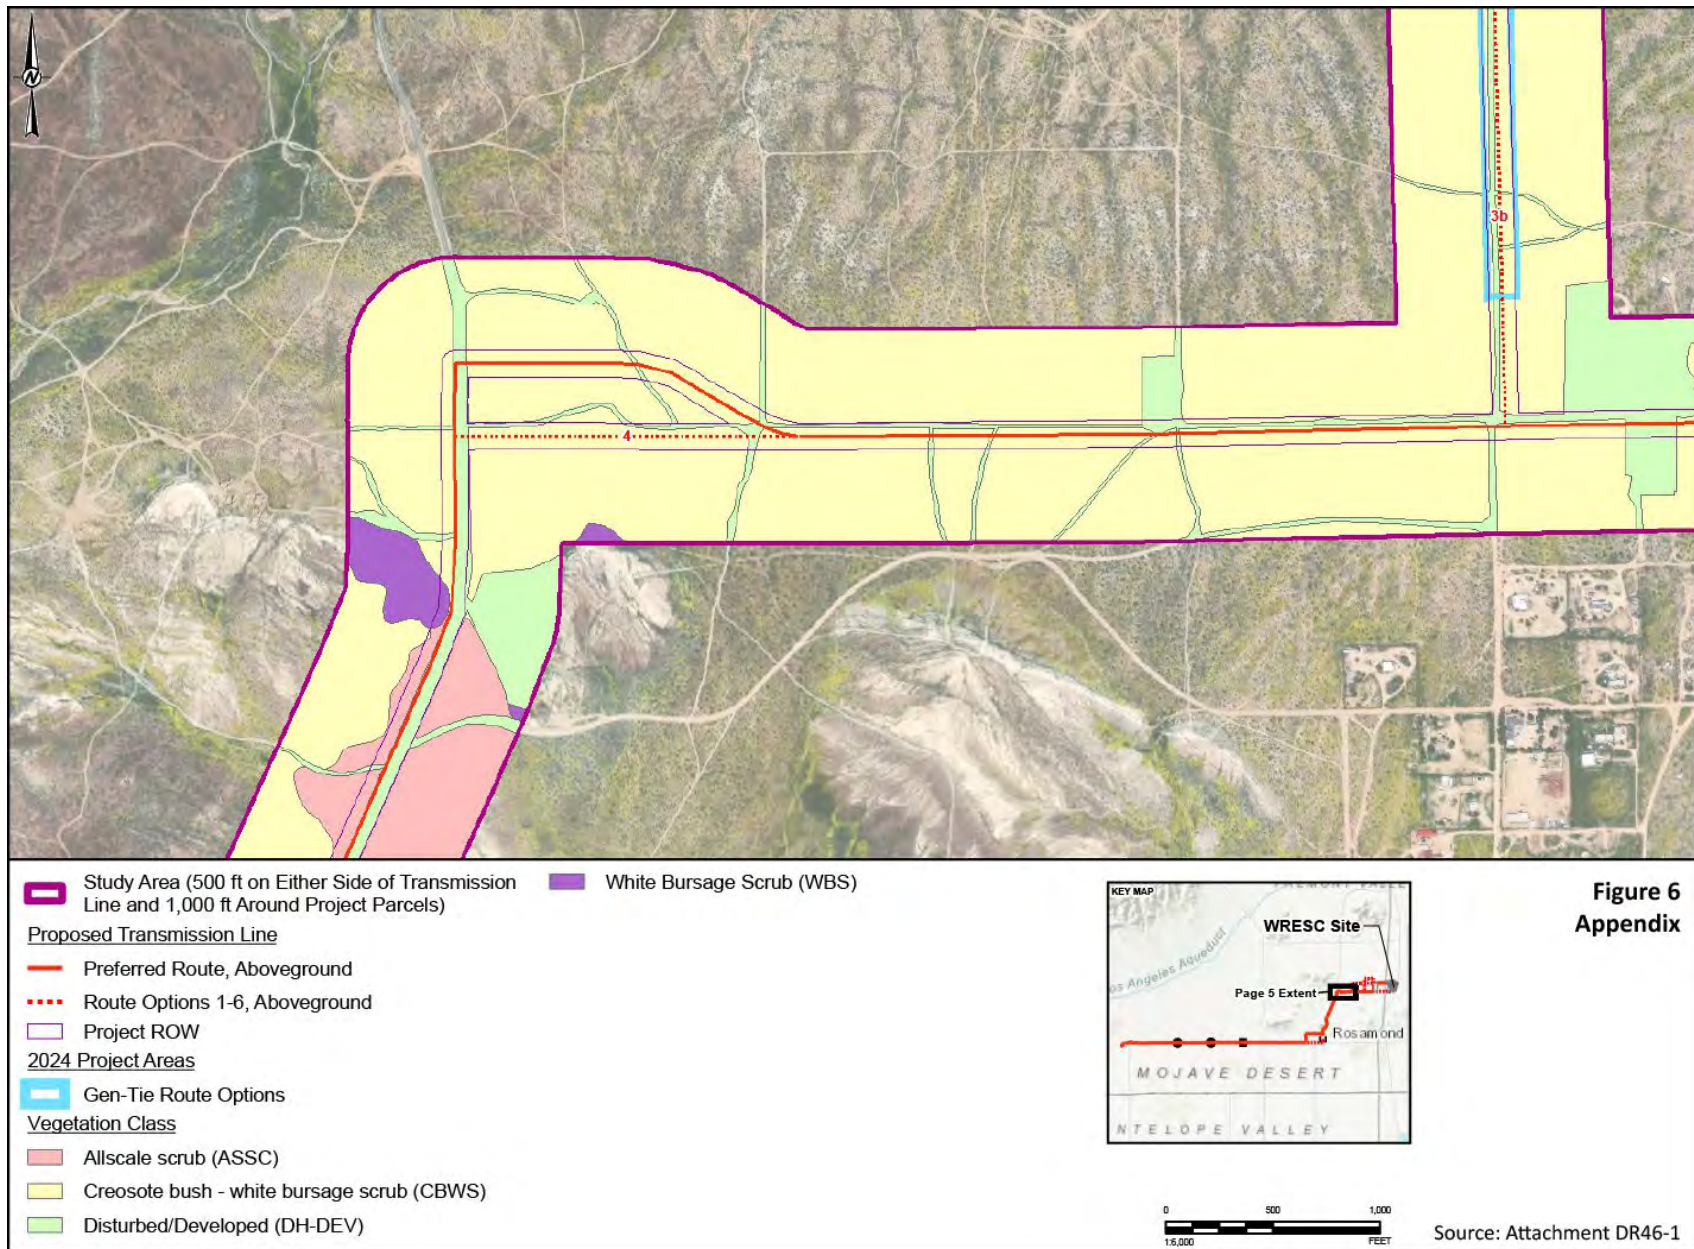 N
3b
4
Study Area (500 ft on Either Side of Transmission
Line and 1,000 ft Around Project Parcels)
Proposed Transmission Line
Preferred Route, Aboveground
Route Options 1-6, Aboveground
Project ROW
2024 Project Areas
Gen-Tie Route Options
Vegetation Class
Allscale scrub (ASSC)
Creosote bush - white bursage scrub (CBWS)
Disturbed/Developed (DH-DEV)
White Bursage Scrub (WBS)
KEY MAP
WRESC Site
os Angeles Aqueduct
Page 5 Extent
Rosamond
MOJAVE DESERT
NTELOPE VALLEY
0 500 1,000
1:6,000 FEET
Figure 6
Appendix
Source: Attachment DR46-1